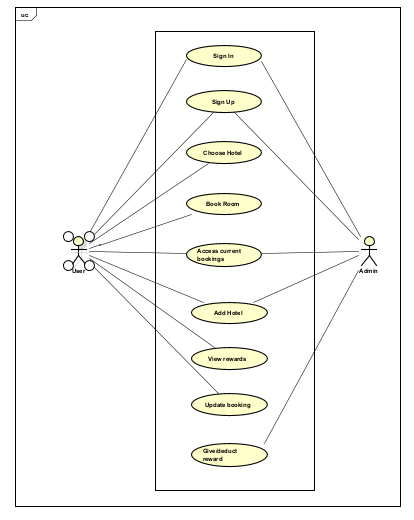 uc
Sign In
Sign Up
Choose Hotel
Book Room
Access current
bookings
User
Admin
Add Hotel
View rewards
Update booking
Give/deduct
reward